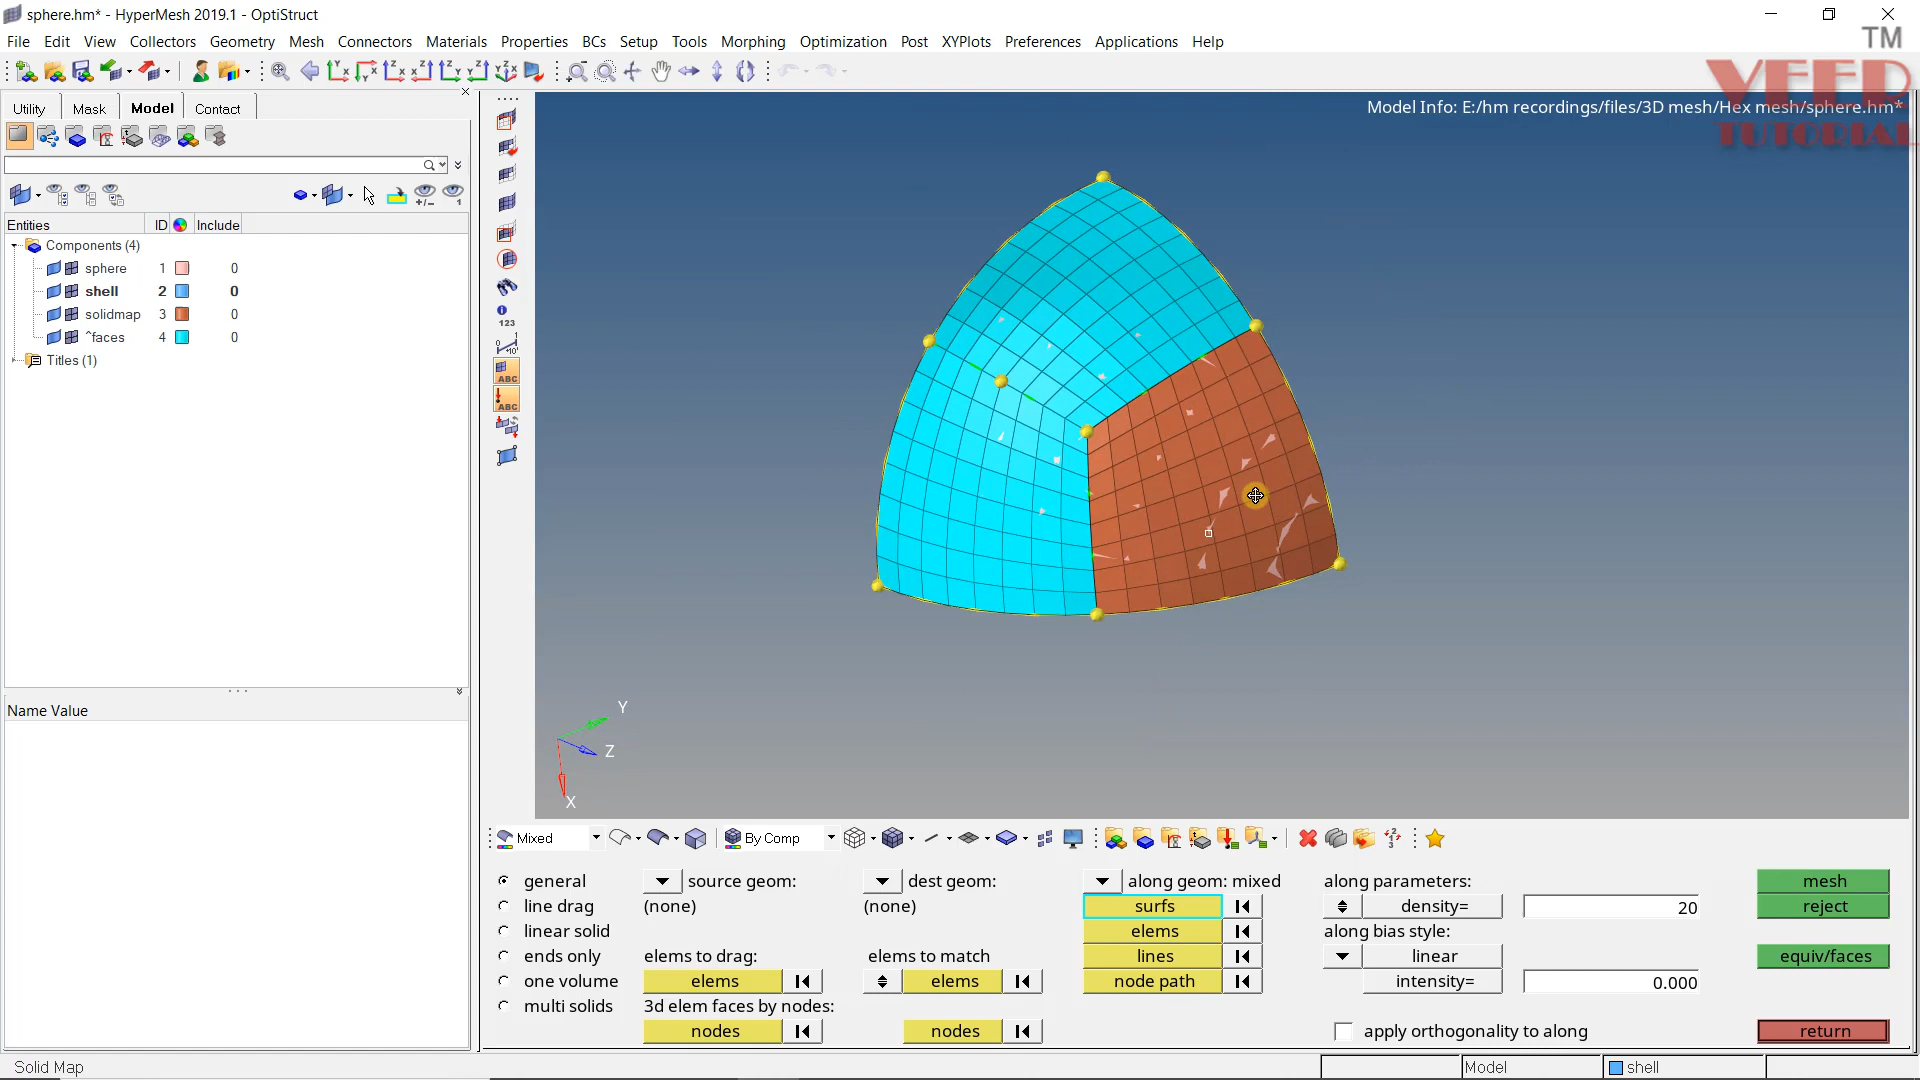 sphere.hm* - HyperMesh 2019.1 - OptiStruct
File Edit View Collectors Geometry Mesh Connectors Materials Properties BCs Setup Tools Morphing Optimization Post XYPlots Preferences Applications Help
TM
VEER
TUTORIAL
Model Info: E:/hm recordings/files/3D mesh/Hex mesh/sphere.hm*
Utility Mask Model Contact
Entities ID Include
Components (4)
sphere 1 0
shell 2 0
solidmap 3 0
^faces 4 0
Titles (1)
123
ABC
ABC
Name Value
Y
Z
X
Mixed By Comp
general source geom: dest geom: along geom: mixed along parameters: mesh
line drag (none) (none) surfs density= 20 reject
linear solid elems along bias style:
ends only elems to drag: elems to match lines linear equiv/faces
one volume elems elems node path intensity= 0.000
multi solids 3d elem faces by nodes:
nodes nodes apply orthogonality to along return
Solid Map Model shell